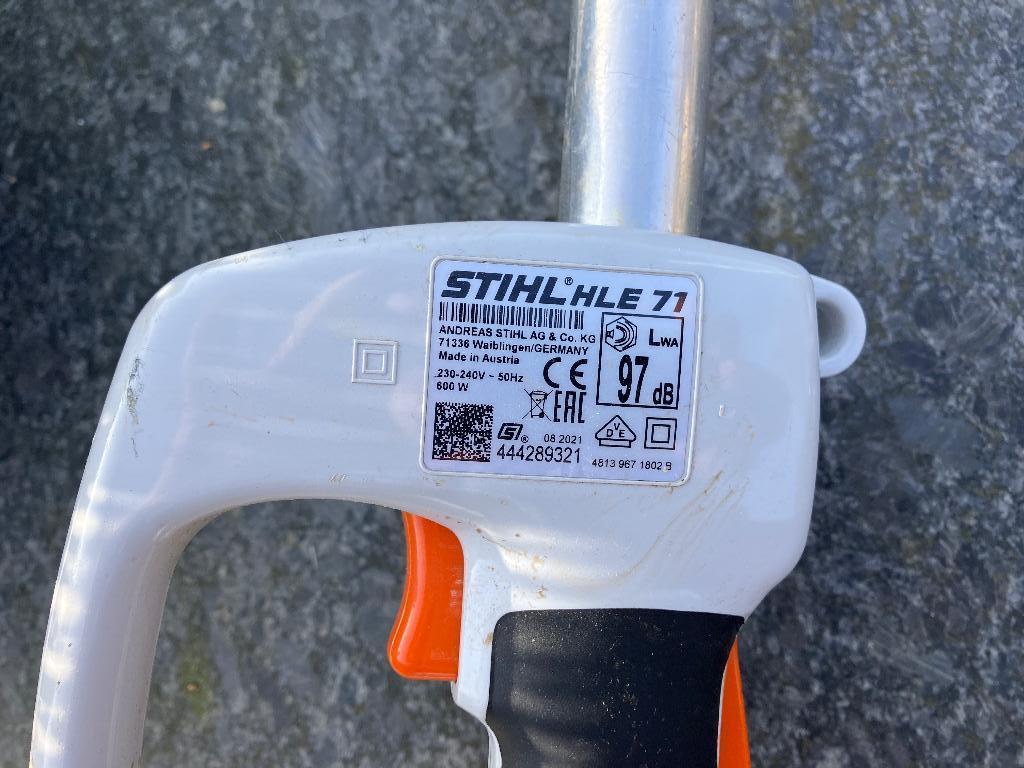 STIHL® HLE 71
ANDREAS STIHL AG & Co. KG
71336 Waiblingen/GERMANY
Made in Austria
230-240V ~ 50Hz
600 W
CE
EAC
LWA
97 dB
08.2021
444289321
DVE
4813 967 1802 B